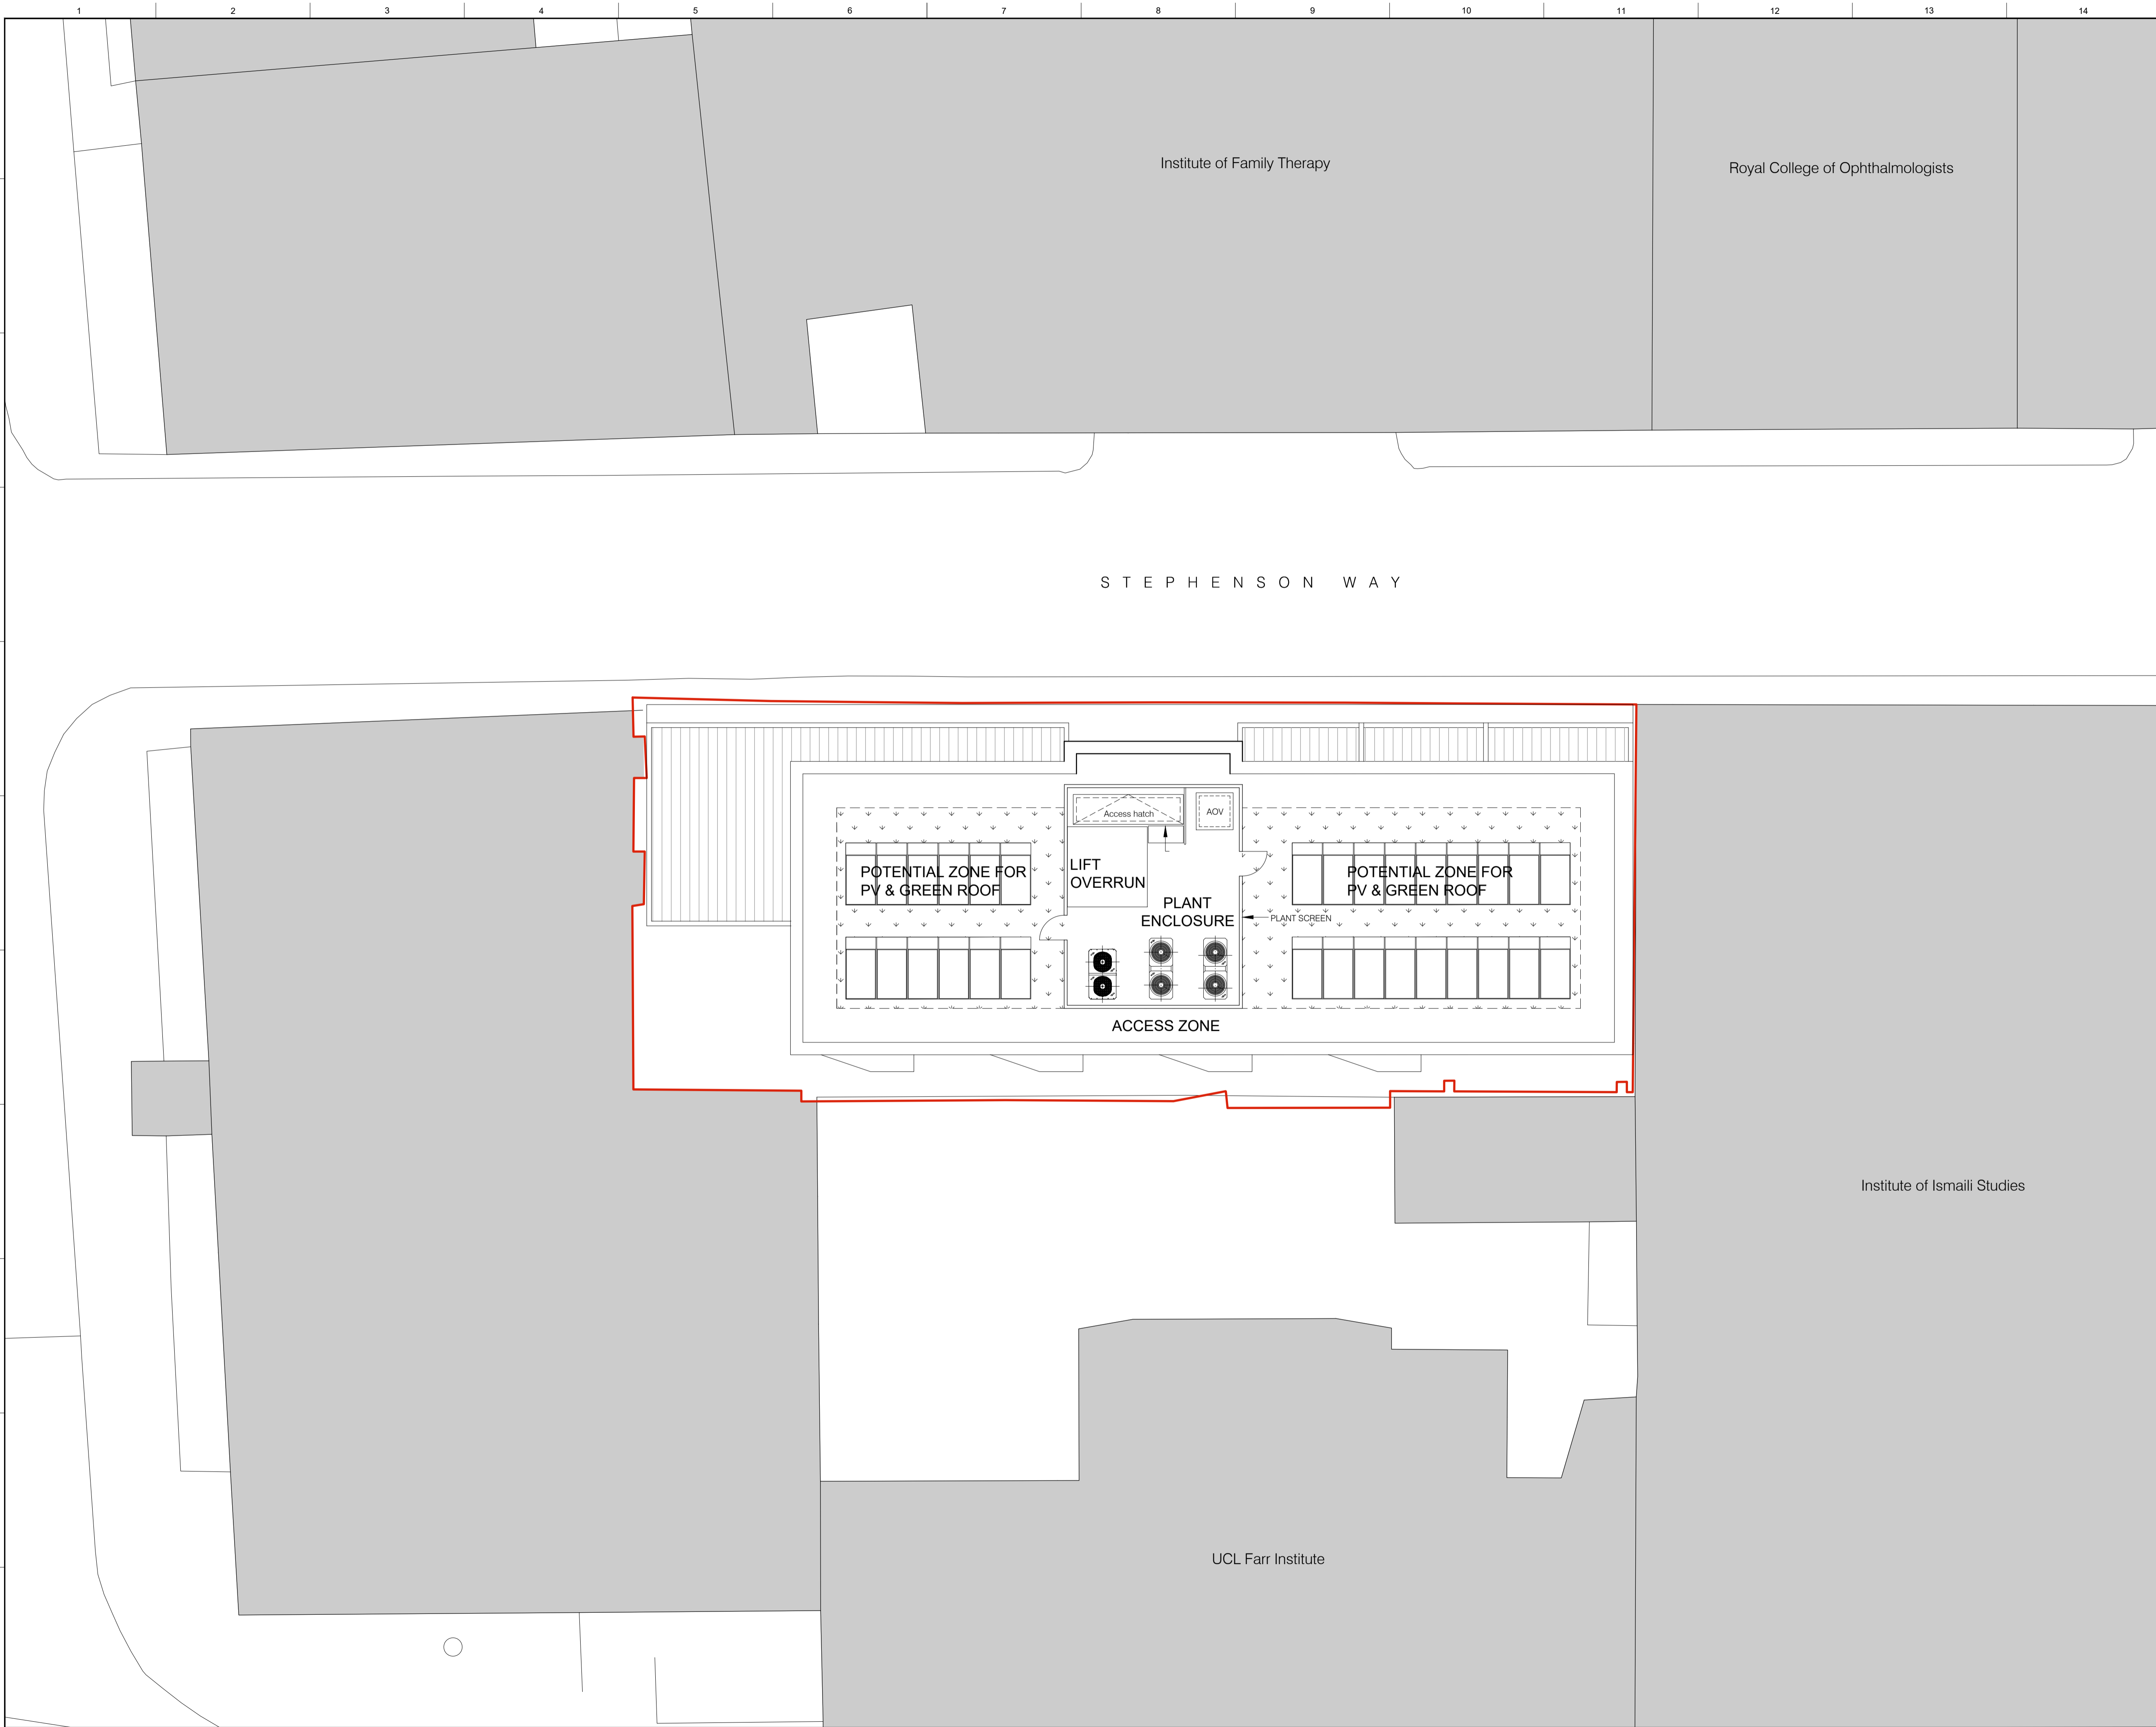 1 2 3 4 5 6 7 8 9 10 11 12 13 14
Institute of Family Therapy
Royal College of Ophthalmologists
STEPHENSON WAY
Access hatch
AOV
POTENTIAL ZONE FOR
PV & GREEN ROOF
LIFT
OVERRUN
POTENTIAL ZONE FOR
PV & GREEN ROOF
PLANT
ENCLOSURE
PLANT SCREEN
ACCESS ZONE
Institute of Ismaili Studies
UCL Farr Institute